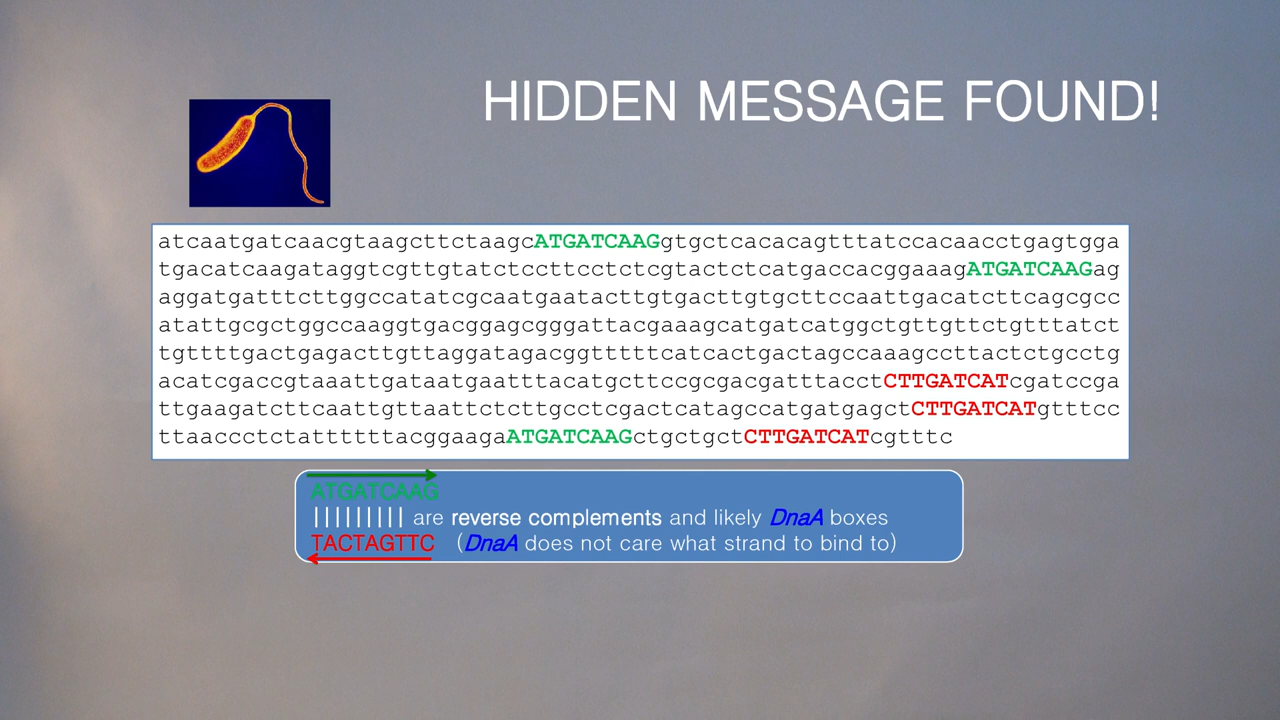 HIDDEN MESSAGE FOUND!
atcaatgatcaacgtaagcttctaagcATGATCAAGgtgctcacacagtttatccacaacctgagtgga
tgacatcaagataggtcgttgtatctccttcctctcgtactctcatgaccacggaaagATGATCAAGag
aggatgatttcttggccatatcgcaatgaatacttgtgacttgtgcttccaattgacatcttcagcgcc
atattgcgctggccaaggtgacggagcgggattacgaaagcatgatcatggctgttgttctgtttatct
tgttttgactgagacttgttaggatagacggtttttcatcactgactagccaaagccttactctgcctg
acatcgaccgtaaattgataatgaatttacatgcttccgcgacgatttacctCTTGATCATcgatccga
ttgaagatcttcaattgttaattctcttgcctcgactcatagccatgatgagctCTTGATCATgtttcc
ttaaccctctattttttacggaagaATGATCAAGctgctgctCTTGATCATcgtttc
ATGATCAAG
||||||||| are reverse complements and likely DnaA boxes
TACTAGTTC (DnaA does not care what strand to bind to)